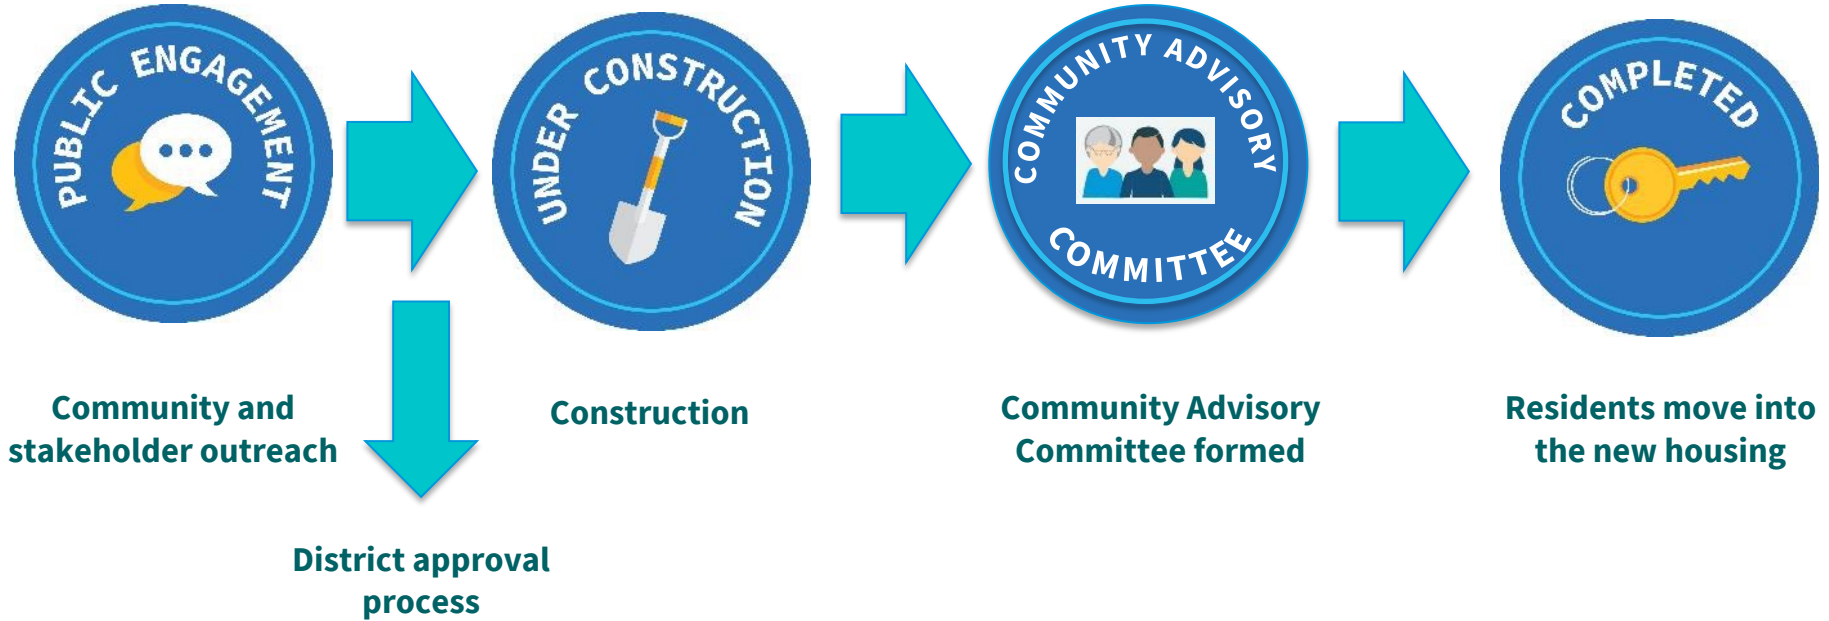 PUBLIC ENGAGEMENT
UNDER CONSTRUCTION
COMMUNITY ADVISORY
COMMITTEE
COMPLETED
Community and
stakeholder outreach
Construction
Community Advisory
Committee formed
Residents move into
the new housing
District approval
process